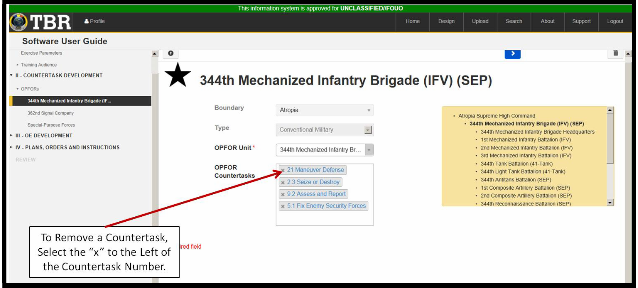 This information system is approved for UNCLASSIFIED//FOUO
TBR
Profile
Home Design Upload Search About Support Logout
Software User Guide
Exercise Parameters
Training Audience
II - COUNTERTASK DEVELOPMENT
OPFORs
344th Mechanized Infantry Brigade (IF...
362nd Signal Company
Special-Purpose Forces
III - OE DEVELOPMENT
IV - PLANS, ORDERS AND INSTRUCTIONS
REVIEW
344th Mechanized Infantry Brigade (IFV) (SEP)
Boundary
Atropia
Type
Conventional Military
OPFOR Unit *
344th Mechanized Infantry Br...
OPFOR
Countertasks
x 21 Maneuver Defense
x 2.3 Seize or Destroy
x 9.2 Assess and Report
x 5.1 Fix Enemy Security Forces
Atropia Supreme High Command
344th Mechanized Infantry Brigade (IFV) (SEP)
344th Mechanized Infantry Brigade Headquarters
1st Mechanized Infantry Battalion (IFV)
2nd Mechanized Infantry Battalion (IFV)
3rd Mechanized Infantry Battalion (IFV)
344th Tank Battalion (41-Tank)
344th Light Tank Battalion (41-Tank)
344th Antitank Battalion (SEP)
1st Composite Artillery Battalion (SEP)
2nd Composite Artillery Battalion (SEP)
344th Reconnaissance Battalion (SEP)
To Remove a Countertask,
Select the "x" to the Left of
the Countertask Number.
red field